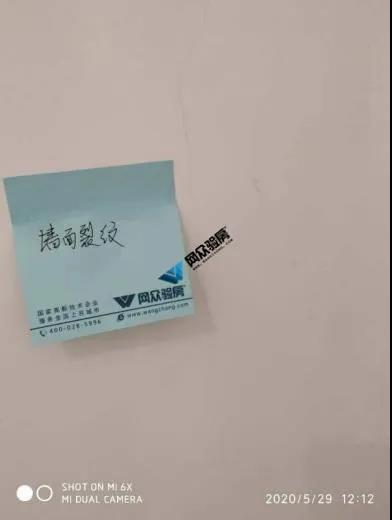 墙面裂纹
网众验房
国家高新技术企业
服务全国上百城市
网众验房
400-028-5996
www.wangzhong.com
SHOT ON MI 6X
MI DUAL CAMERA
2020/5/29 12:12